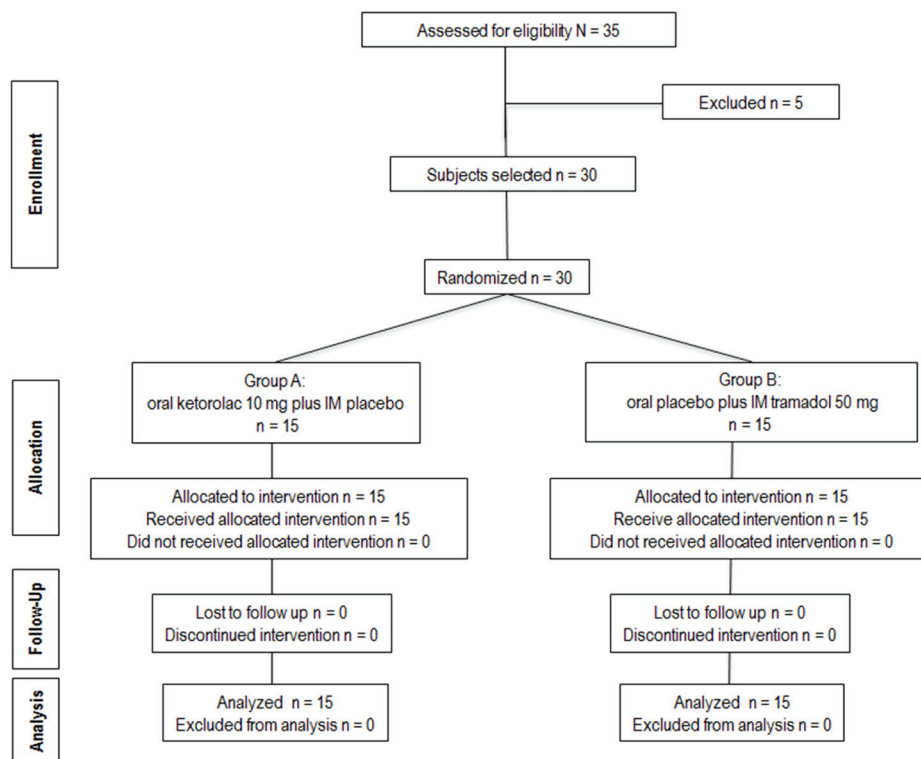 Assessed for eligibility N = 35
Enrollment
Excluded n = 5
Subjects selected n = 30
Randomized n = 30
Allocation
Group A:
oral ketorolac 10 mg plus IM placebo
n = 15
Group B:
oral placebo plus IM tramadol 50 mg
n = 15
Allocated to intervention n = 15
Received allocated intervention n = 15
Did not received allocated intervention n = 0
Allocated to intervention n = 15
Receive allocated intervention n = 15
Did not received allocated intervention n = 0
Follow-Up
Lost to follow up n = 0
Discontinued intervention n = 0
Lost to follow up n = 0
Discontinued intervention n = 0
Analysis
Analyzed n = 15
Excluded from analysis n = 0
Analyzed n = 15
Excluded from analysis n = 0